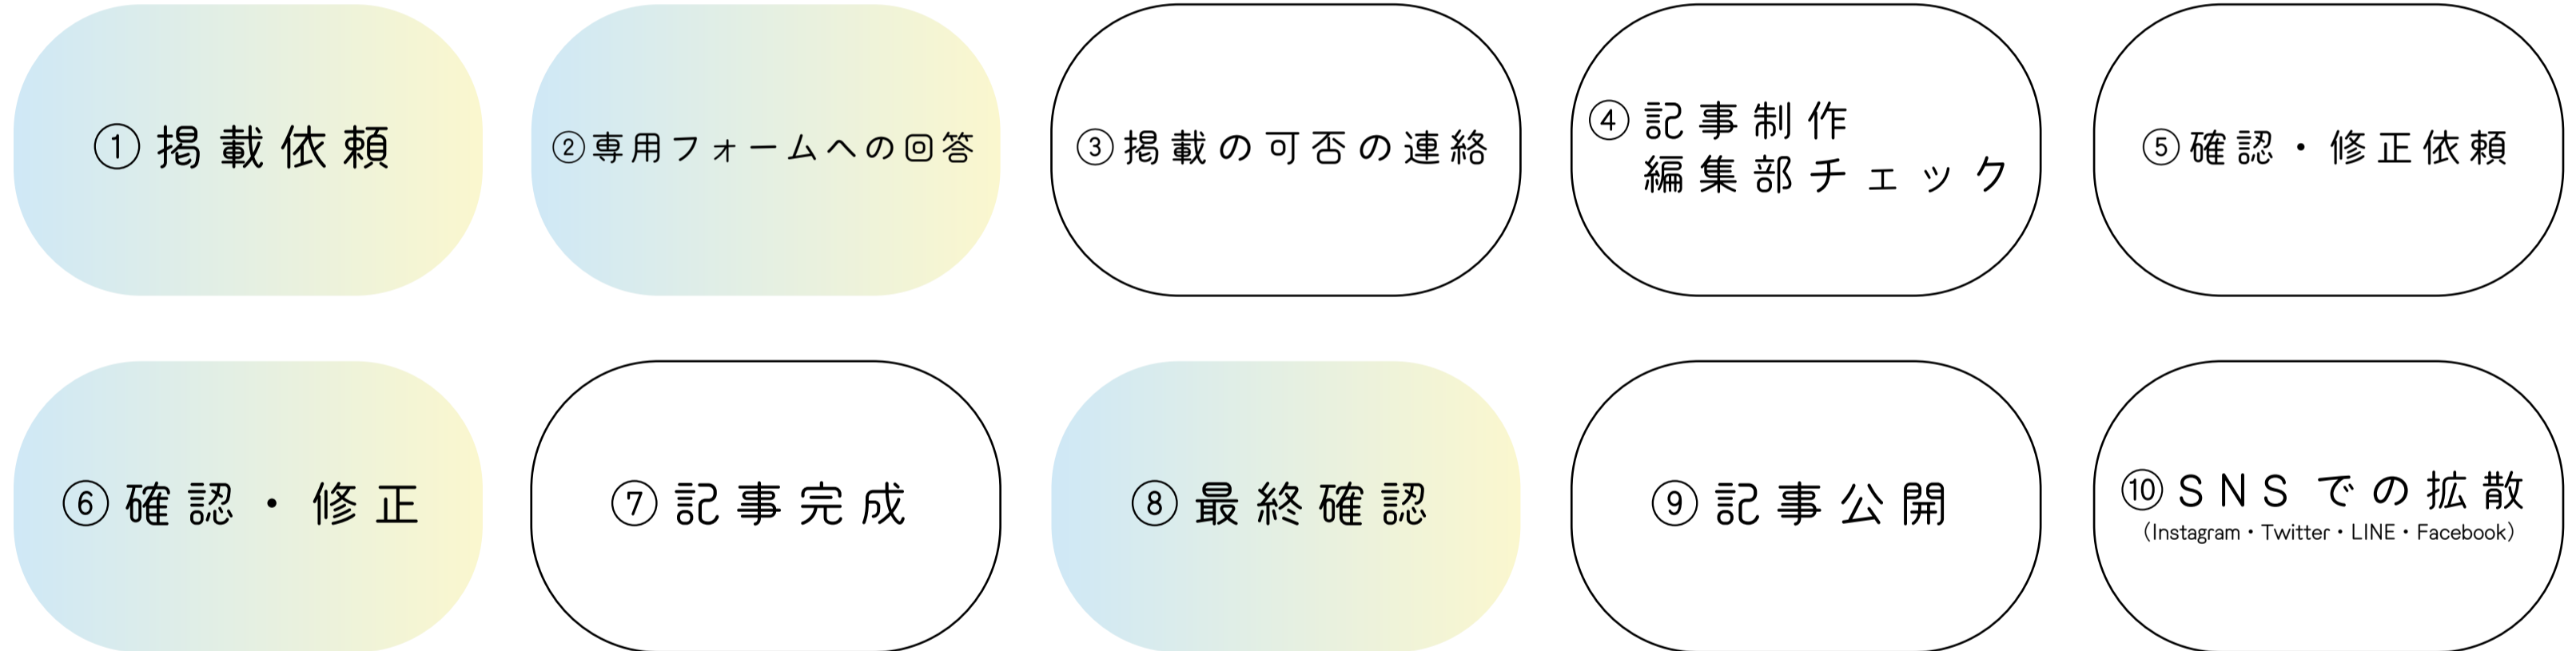 ①掲載依頼
②専用フォームへの回答
③掲載の可否の連絡
④記事制作
編集部チェック
⑤確認・修正依頼
⑥確認・修正
⑦記事完成
⑧最終確認
⑨記事公開
⑩SNSでの拡散
（Instagram・Twitter・LINE・Facebook）